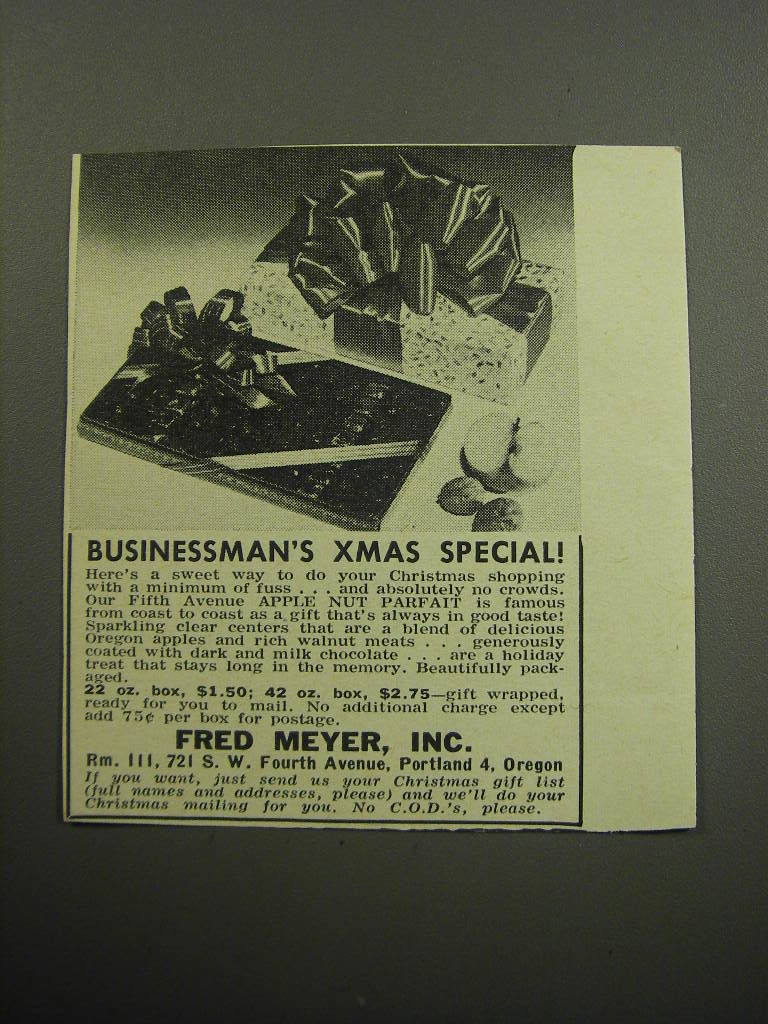 BUSINESSMAN'S XMAS SPECIAL!
Here's a sweet way to do your Christmas shopping
with a minimum of fuss . . . and absolutely no crowds.
Our Fifth Avenue APPLE NUT PARFAIT is famous
from coast to coast as a gift that's always in good taste!
Sparkling clear centers that are a blend of delicious
Oregon apples and rich walnut meats . . . generously
coated with dark and milk chocolate . . . are a holiday
treat that stays long in the memory. Beautifully pack-
aged.
22 oz. box, $1.50; 42 oz. box, $2.75—gift wrapped,
ready for you to mail. No additional charge except
add 75¢ per box for postage.
FRED MEYER, INC.
Rm. 111, 721 S. W. Fourth Avenue, Portland 4, Oregon
If you want, just send us your Christmas gift list
(full names and addresses, please) and we'll do your
Christmas mailing for you. No C.O.D.'s, please.